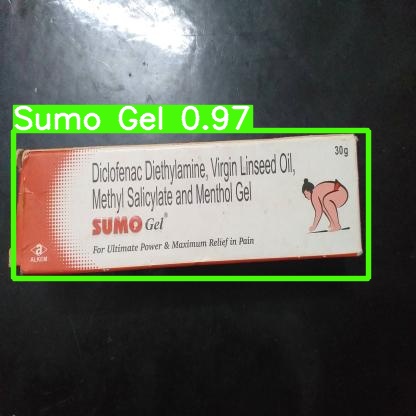 Sumo Gel 0.97
30g
Diclofenac Diethylamine, Virgin Linseed Oil,
Methyl Salicylate and Menthol Gel
SUMO Gel®
For Ultimate Power & Maximum Relief in Pain
ALKEM